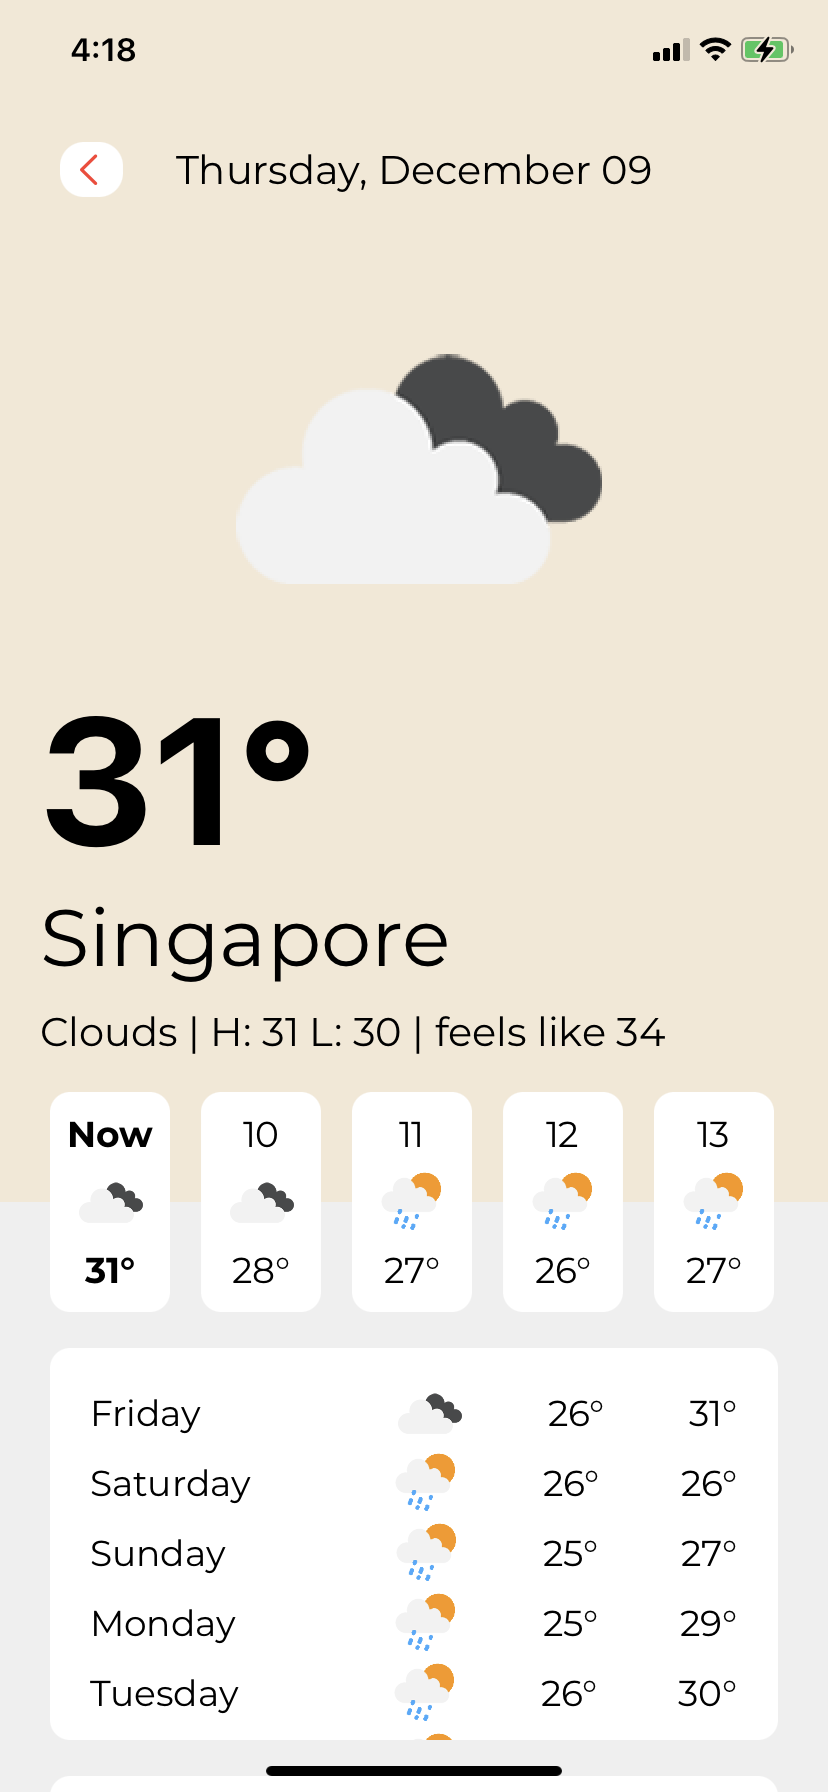 4:18
Thursday, December 09
31°
Singapore
Clouds | H: 31 L: 30 | feels like 34
Now 10 11 12 13
31° 28° 27° 26° 27°
Friday 26° 31°
Saturday 26° 26°
Sunday 25° 27°
Monday 25° 29°
Tuesday 26° 30°